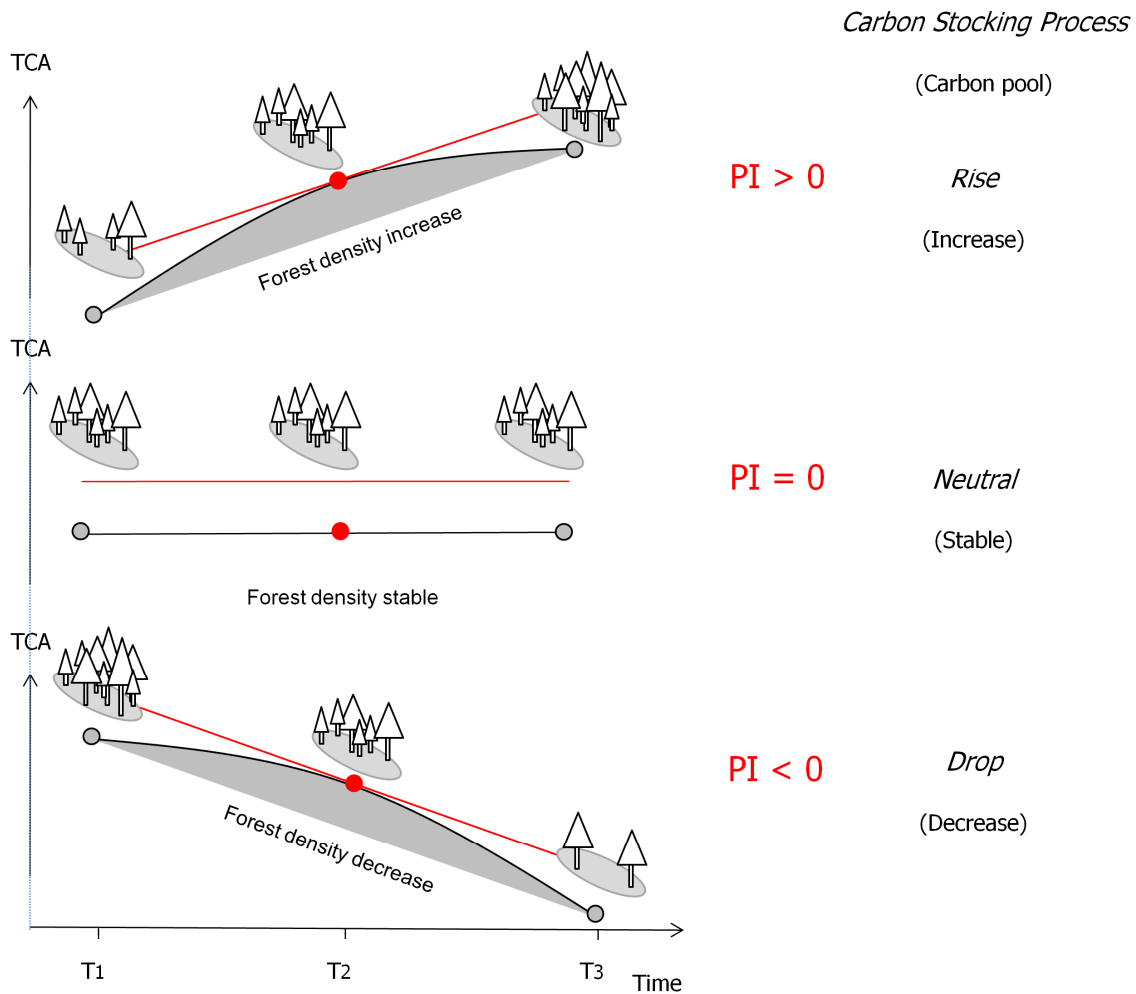 Carbon Stocking Process
TCA
(Carbon pool)
PI > 0
Rise
Forest density increase
(Increase)
TCA
PI = 0
Neutral
(Stable)
Forest density stable
TCA
PI < 0
Drop
Forest density decrease
(Decrease)
T1
T2
T3
Time